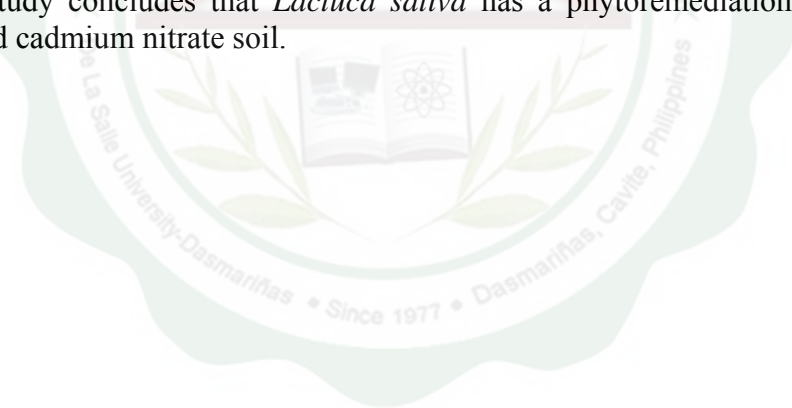 study concludes that Lactuca sativa has a phytoremediation
d cadmium nitrate soil.
De La Salle University-Dasmariñas • Since 1977 • Dasmariñas, Cavite, Philippines